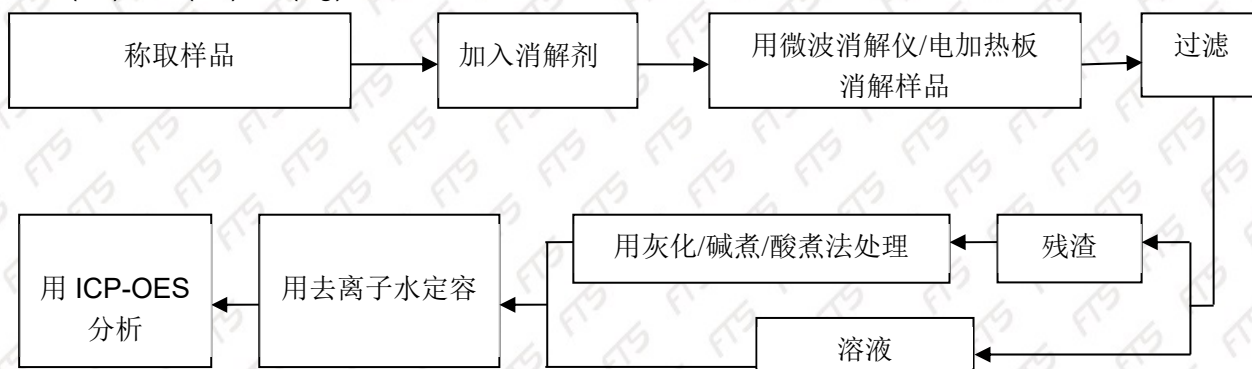 称取样品
加入消解剂
用微波消解仪/电加热板
消解样品
过滤
残渣
用灰化/碱煮/酸煮法处理
溶液
用去离子水定容
用 ICP-OES
分析